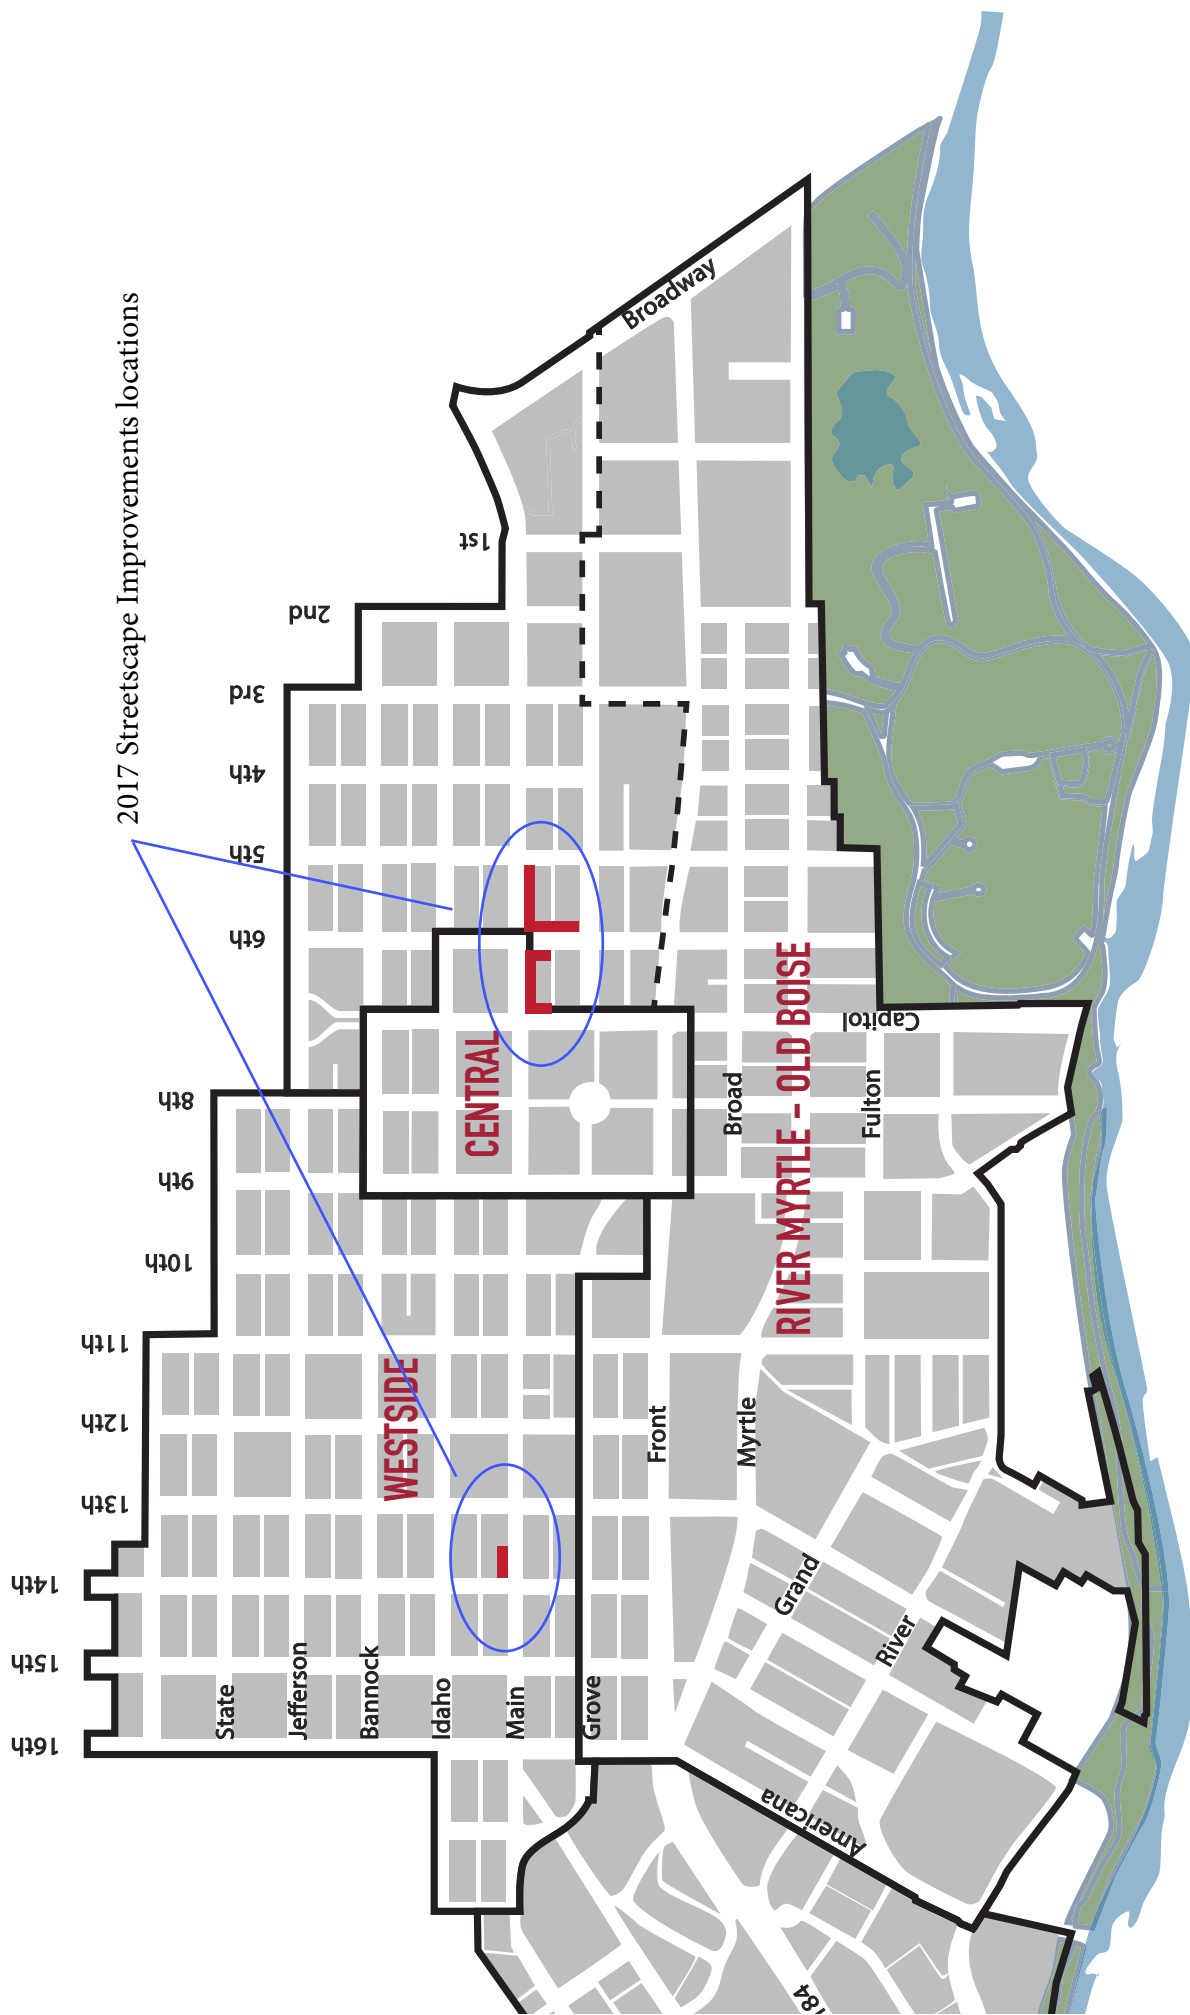 2017 Streetscape Improvements locations
Broadway
1st
2nd
3rd
4th
5th
6th
8th
9th
10th
11th
12th
13th
14th
15th
16th
CENTRAL
RIVER MYRTLE – OLD BOISE
WESTSIDE
Capitol
Broad
Fulton
Front
Myrtle
Grand
River
State
Jefferson
Bannock
Idaho
Main
Grove
Americana
I84